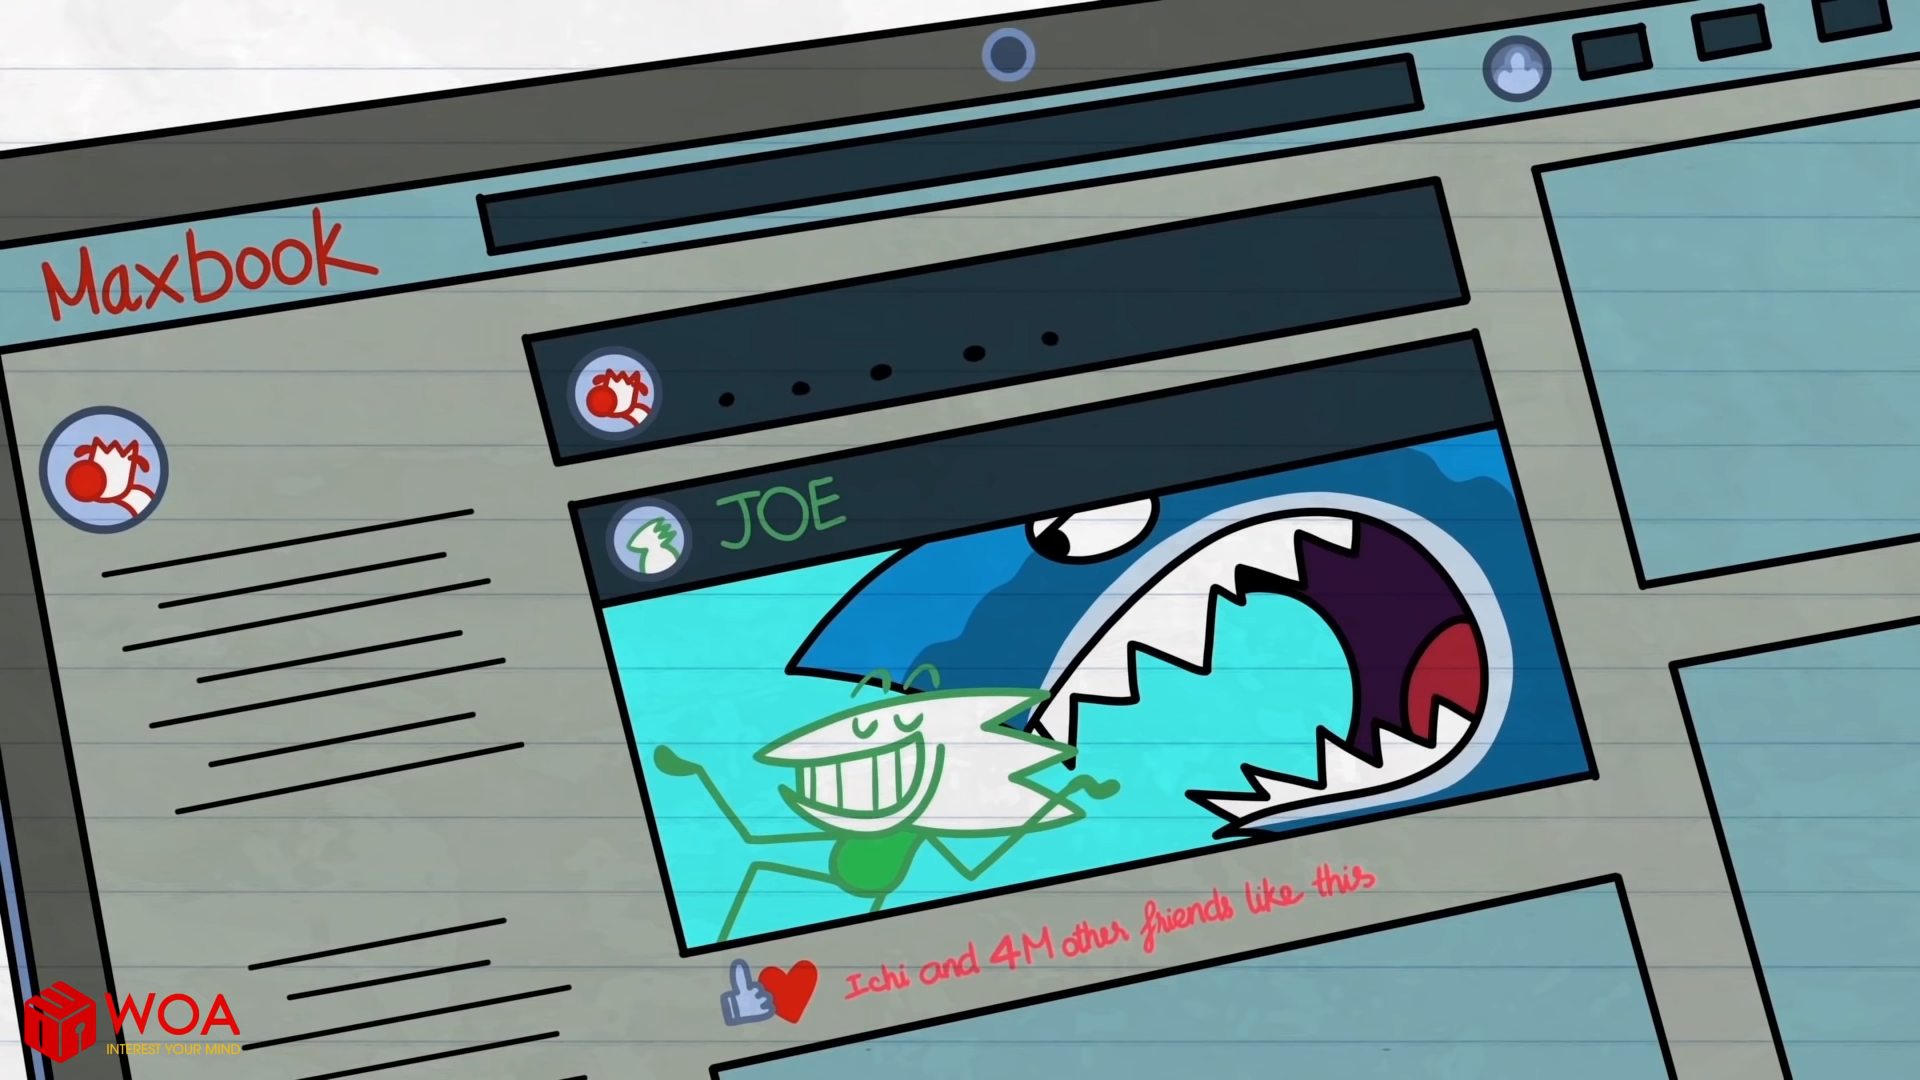 Maxbook
JOE
Ichi and 4M other friends like this
WOA
INTEREST YOUR MIND